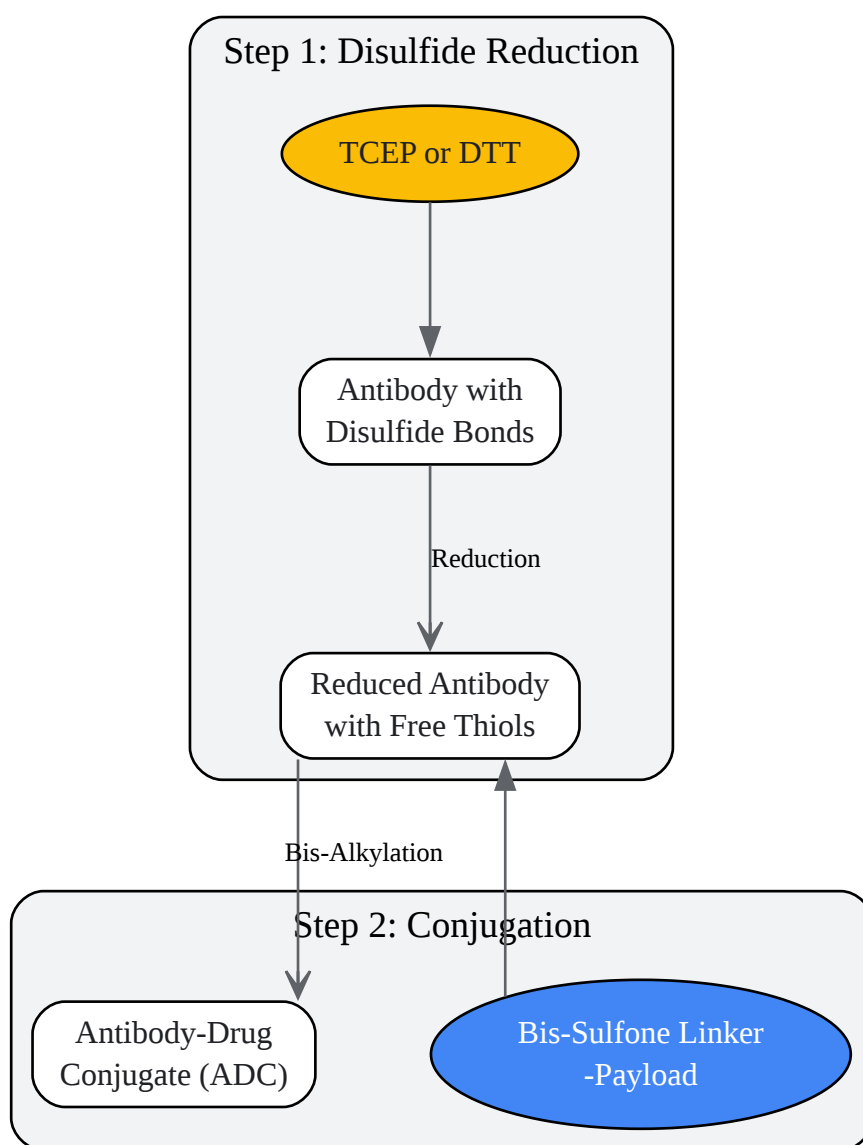 Step 1: Disulfide Reduction
TCEP or DTT
Antibody with
Disulfide Bonds
Reduction
Reduced Antibody
with Free Thiols
Bis-Alkylation
Step 2: Conjugation
Antibody-Drug
Conjugate (ADC)
Bis-Sulfone Linker
-Payload